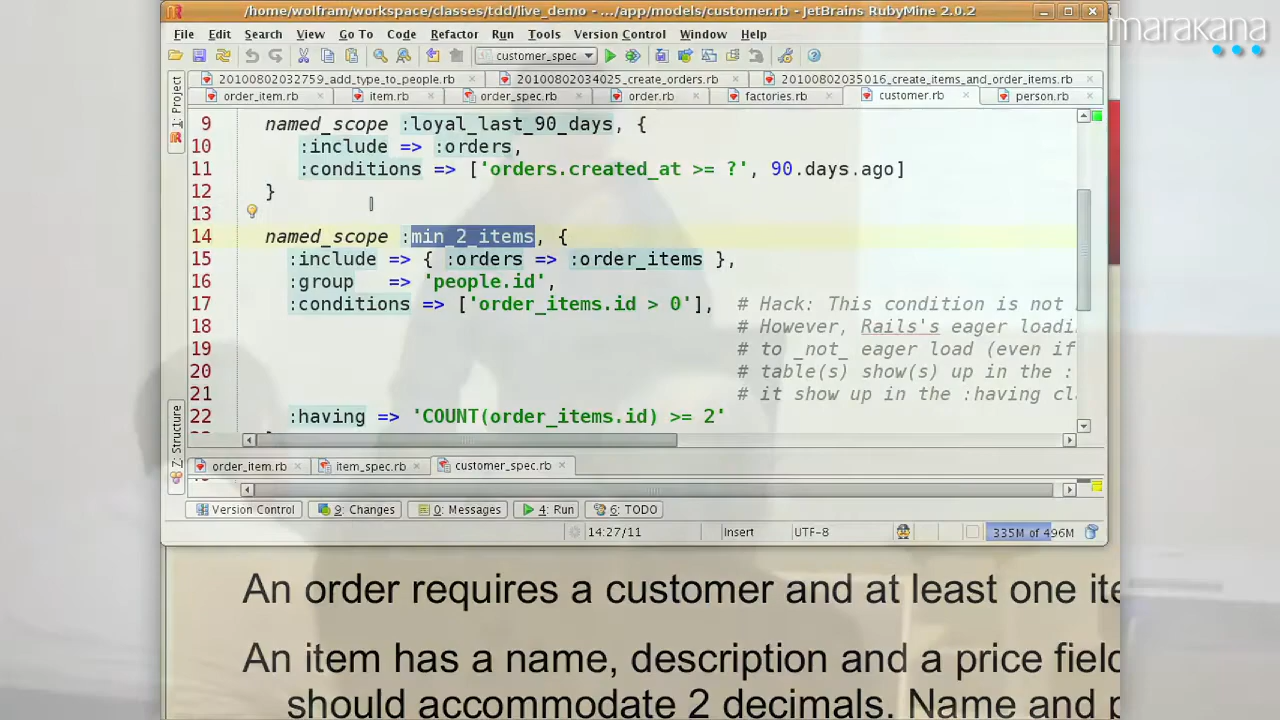 /home/wolfram/workspace/classes/tdd/live_demo - .../app/models/customer.rb - JetBrains RubyMine 2.0.2
marakana
File Edit Search View Go To Code Refactor Run Tools Version Control Window Help
customer_spec
20100802032759_add_type_to_people.rb 20100802034025_create_orders.rb 20100802035016_create_items_and_order_items.rb
order_item.rb item.rb order_spec.rb order.rb factories.rb customer.rb person.rb
1: Project
9 named_scope :loyal_last_90_days, {
10 :include => :orders,
11 :conditions => ['orders.created_at >= ?', 90.days.ago]
12 }
13
14 named_scope :min_2_items, {
15 :include => { :orders => :order_items },
16 :group => 'people.id',
17 :conditions => ['order_items.id > 0'], # Hack: This condition is not
18 # However, Rails's eager loadi
19 # to _not_ eager load (even if
20 # table(s) show(s) up in the :
21 # it show up in the :having cl
22 :having => 'COUNT(order_items.id) >= 2'
7: Structure
order_item.rb item_spec.rb customer_spec.rb
Version Control 9: Changes 0: Messages 4: Run 6: TODO
14:27/11 Insert UTF-8 335M of 496M
An order requires a customer and at least one ite
An item has a name, description and a price field
should accommodate 2 decimals. Name and p